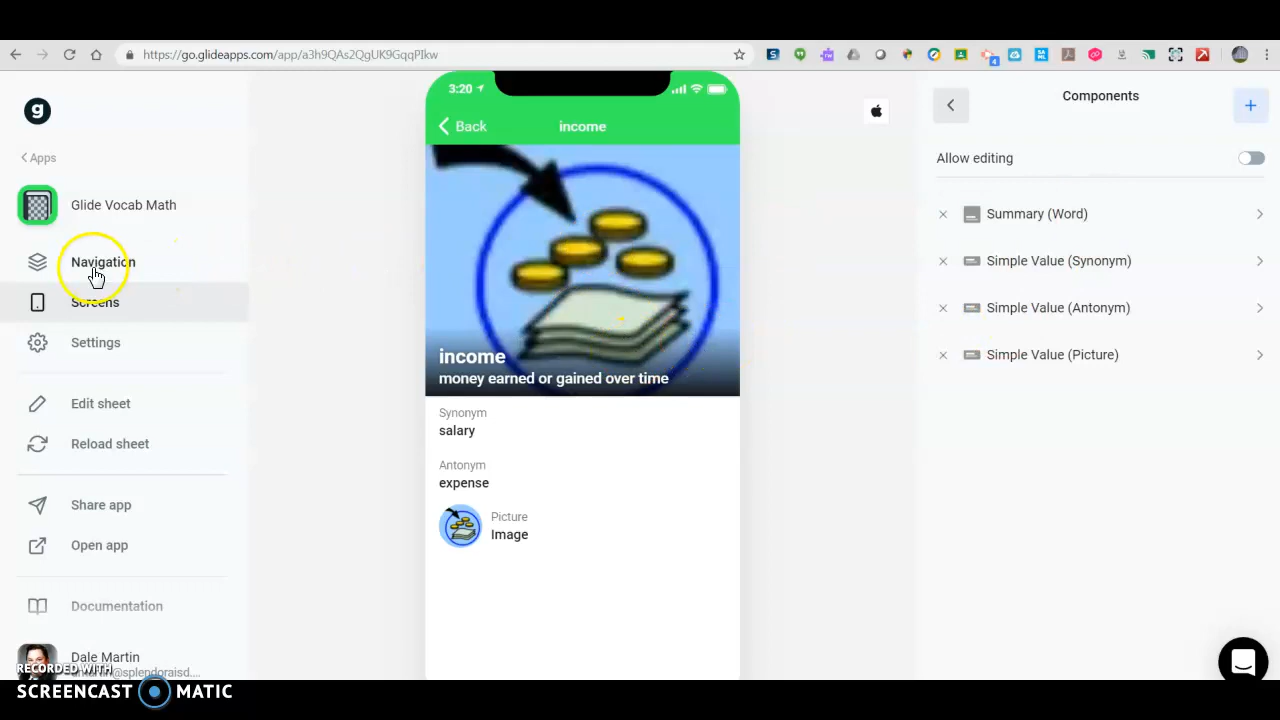 https://go.glideapps.com/app/a3h9QAs2QgUK9GqqPIkw
g
Apps
Glide Vocab Math
Navigation
Screens
Settings
Edit sheet
Reload sheet
Share app
Open app
Documentation
Dale Martin
RECORDED WITH
SCREENCAST MATIC
3:20
Back
income
income
money earned or gained over time
Synonym
salary
Antonym
expense
Picture
Image
Components
Allow editing
Summary (Word)
Simple Value (Synonym)
Simple Value (Antonym)
Simple Value (Picture)